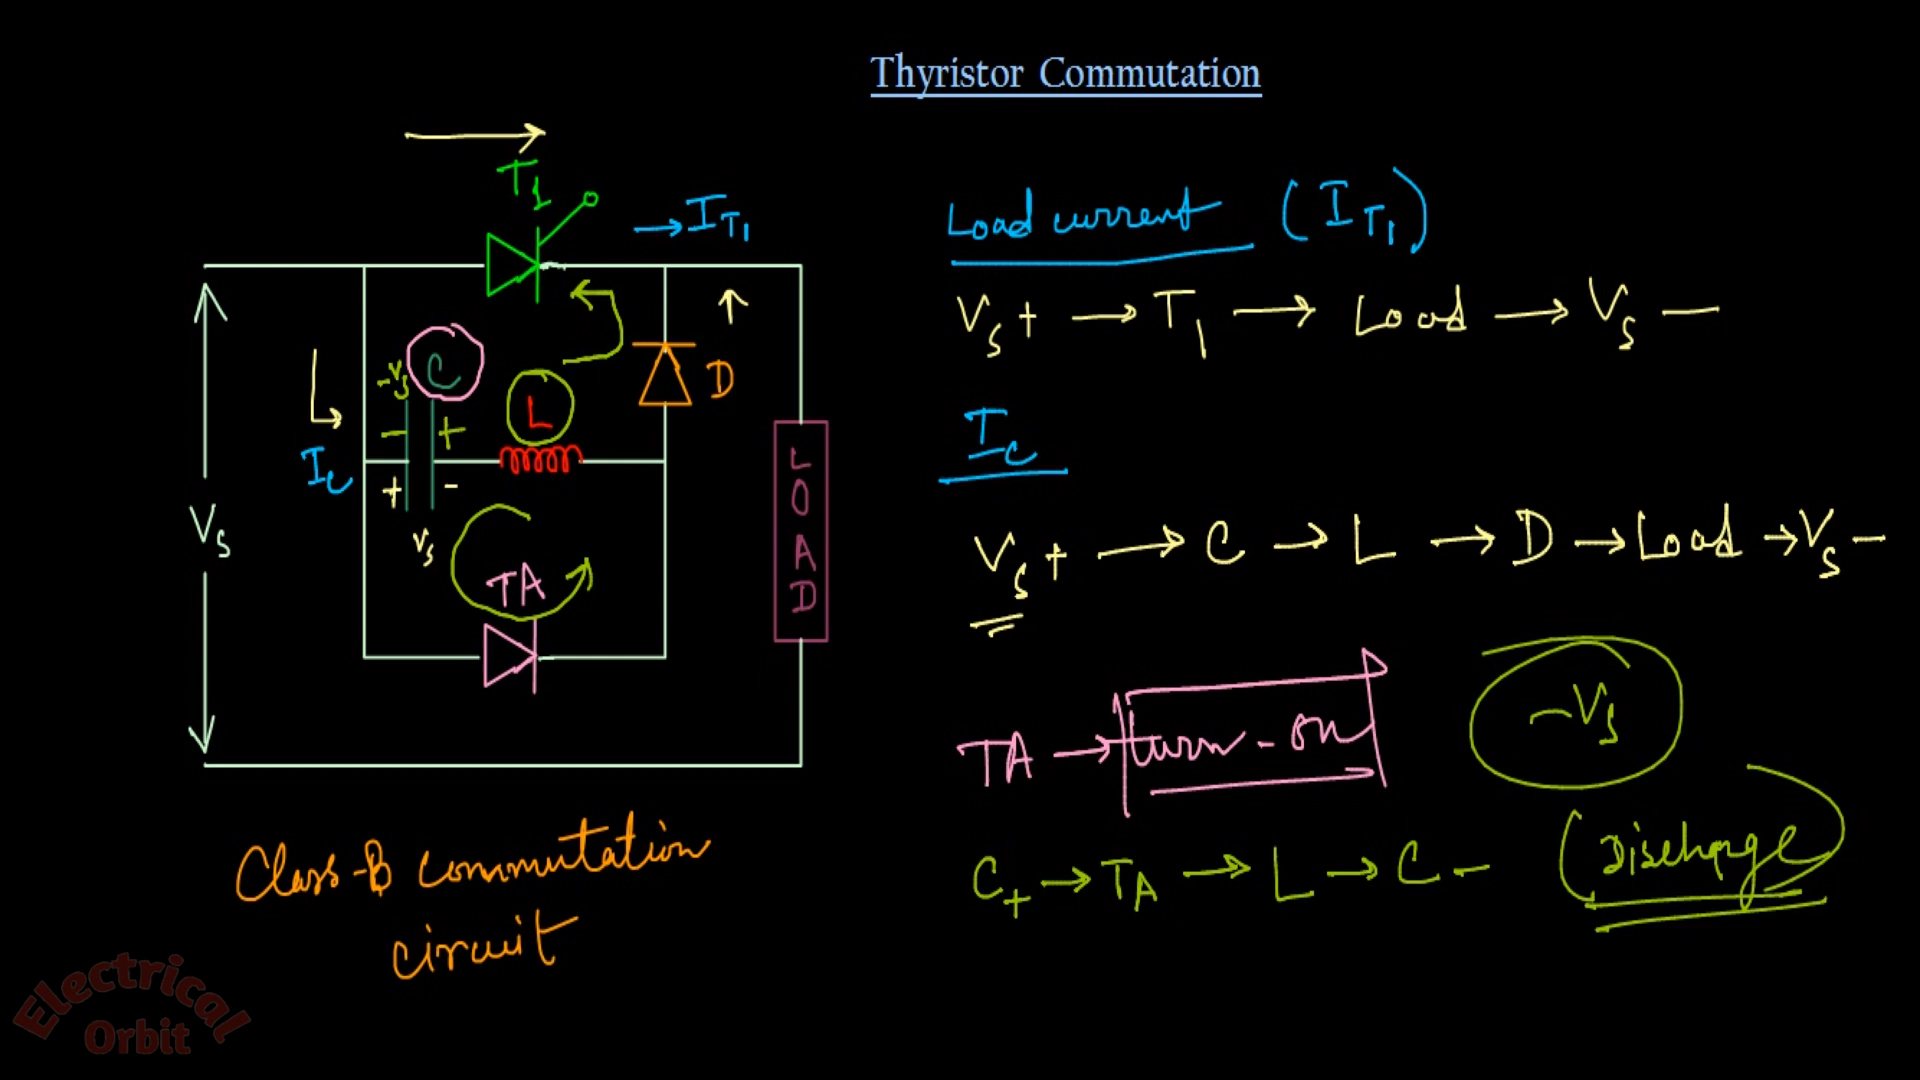 Thyristor Commutation
T1
→ IT1
Load current (IT1)
Vs+ → T1 → Load → Vs –
C
-Vs
L
D
– +
Ic
+ -
Vs
Vs
TA
LOAD
Ic
Vs+ → C → L → D → Load → Vs –
TA → turn-on
-Vs
C+ → TA → L → C – (Discharge)
Class-B commutation
circuit
Electrical
Orbit